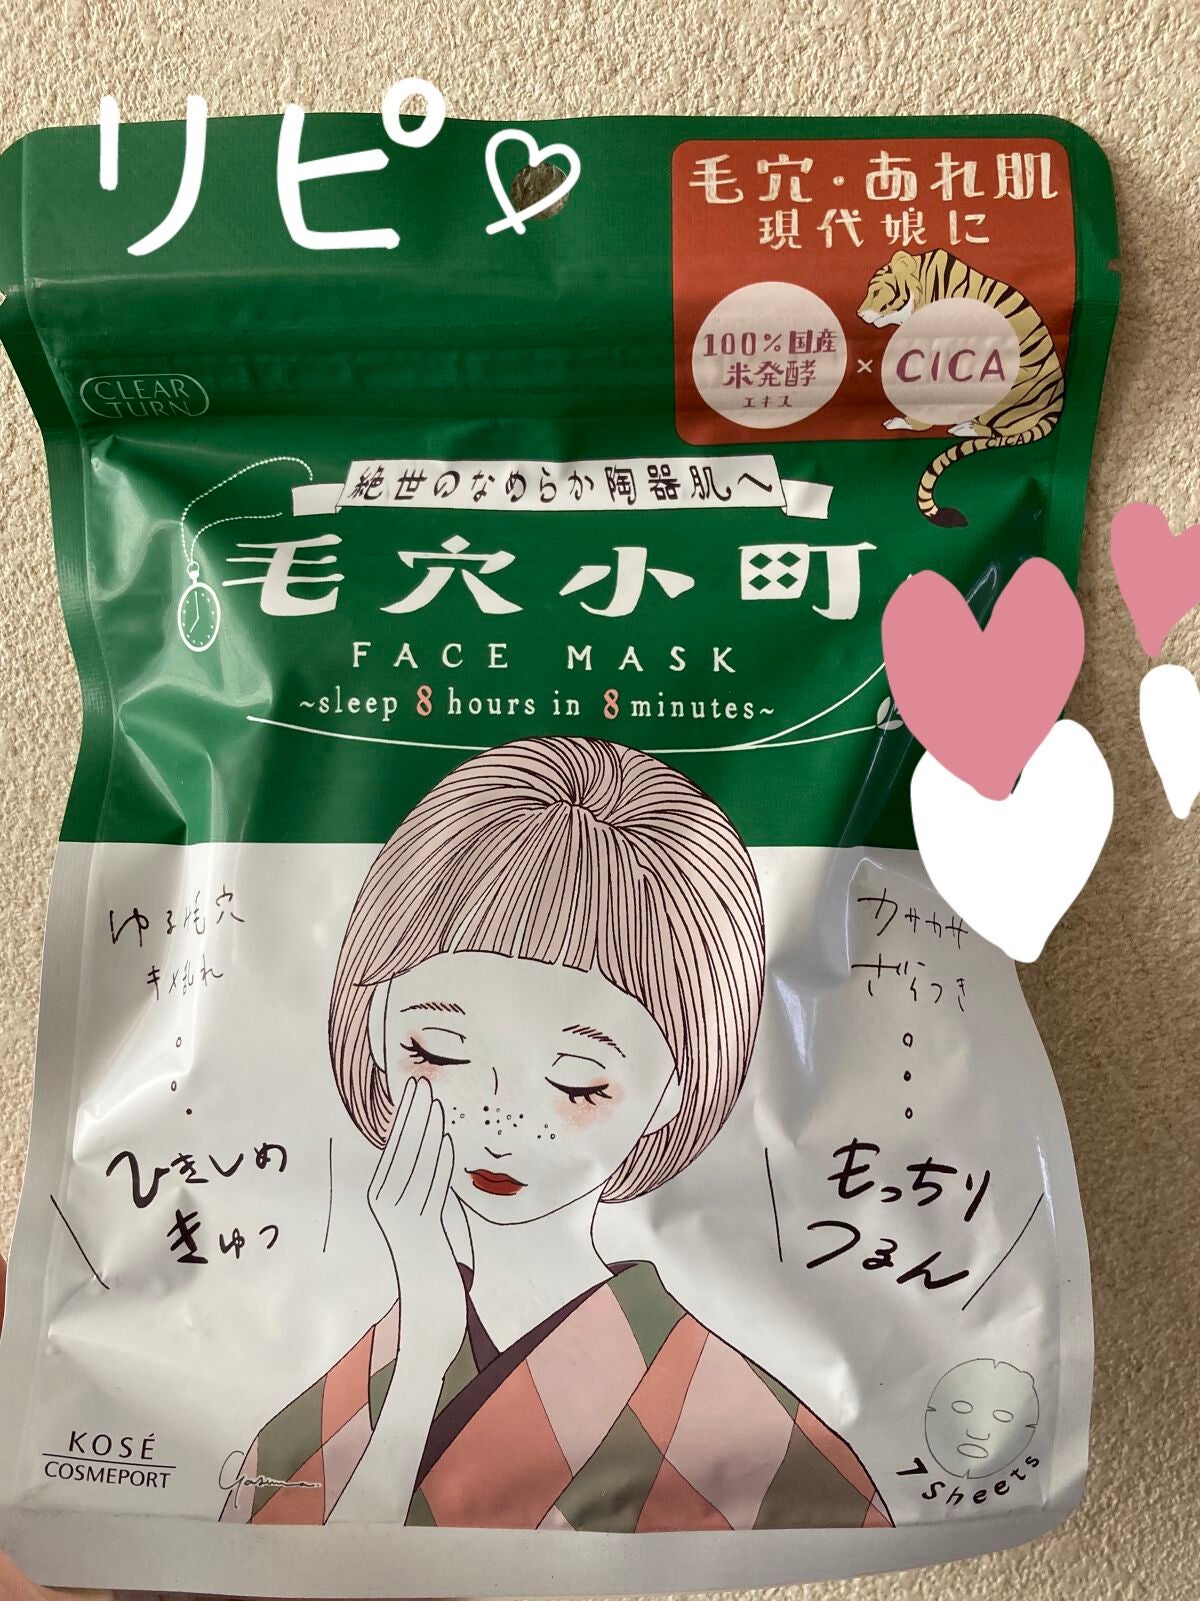 リピ♡
毛穴・あれ肌
現代娘に
100%国産
米発酵
エキス
×
CICA
CICA
CLEAR
TURN
絶世のなめらか陶器肌へ
毛穴小町
FACE MASK
~sleep 8 hours in 8 minutes~
ゆるみ毛穴
キメ乱れ
ひきしめ
きゅっ
カサカサ
ざらつき
もっちり
つるん
KOSÉ
COSMEPORT
7 Sheets